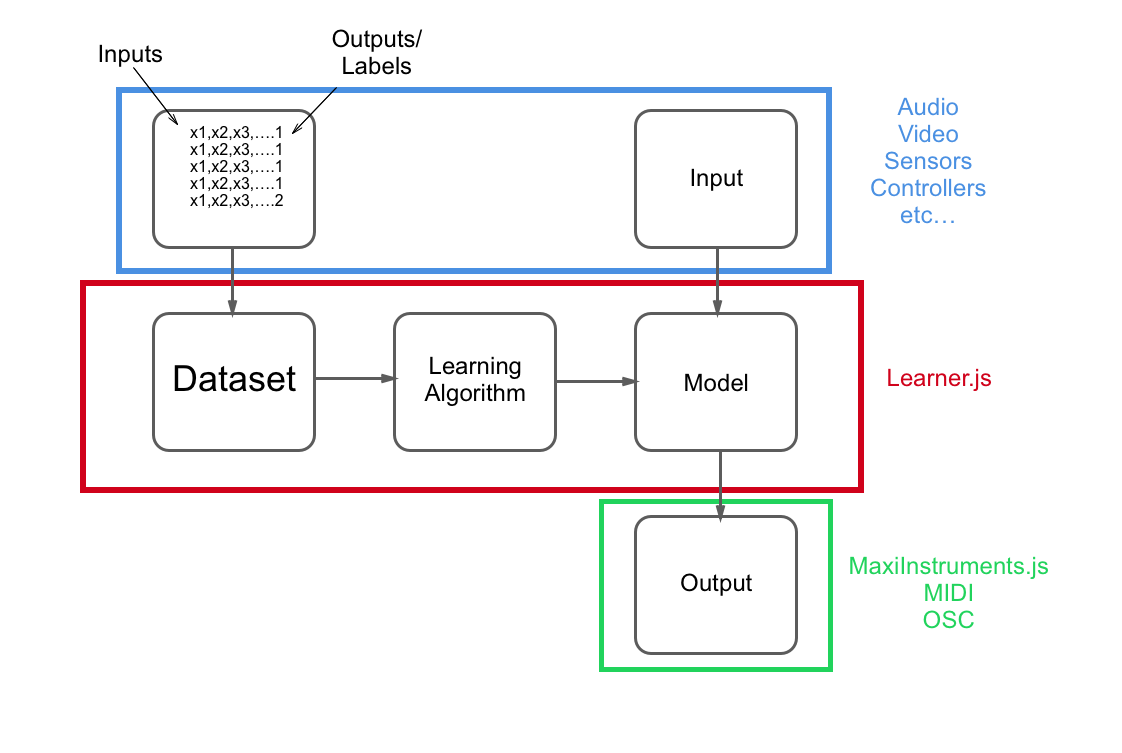 Inputs
Outputs/
Labels
x1,x2,x3,....1
x1,x2,x3,....1
x1,x2,x3,....1
x1,x2,x3,....1
x1,x2,x3,....2
Input
Audio
Video
Sensors
Controllers
etc…
Dataset
Learning
Algorithm
Model
Learner.js
Output
MaxiInstruments.js
MIDI
OSC